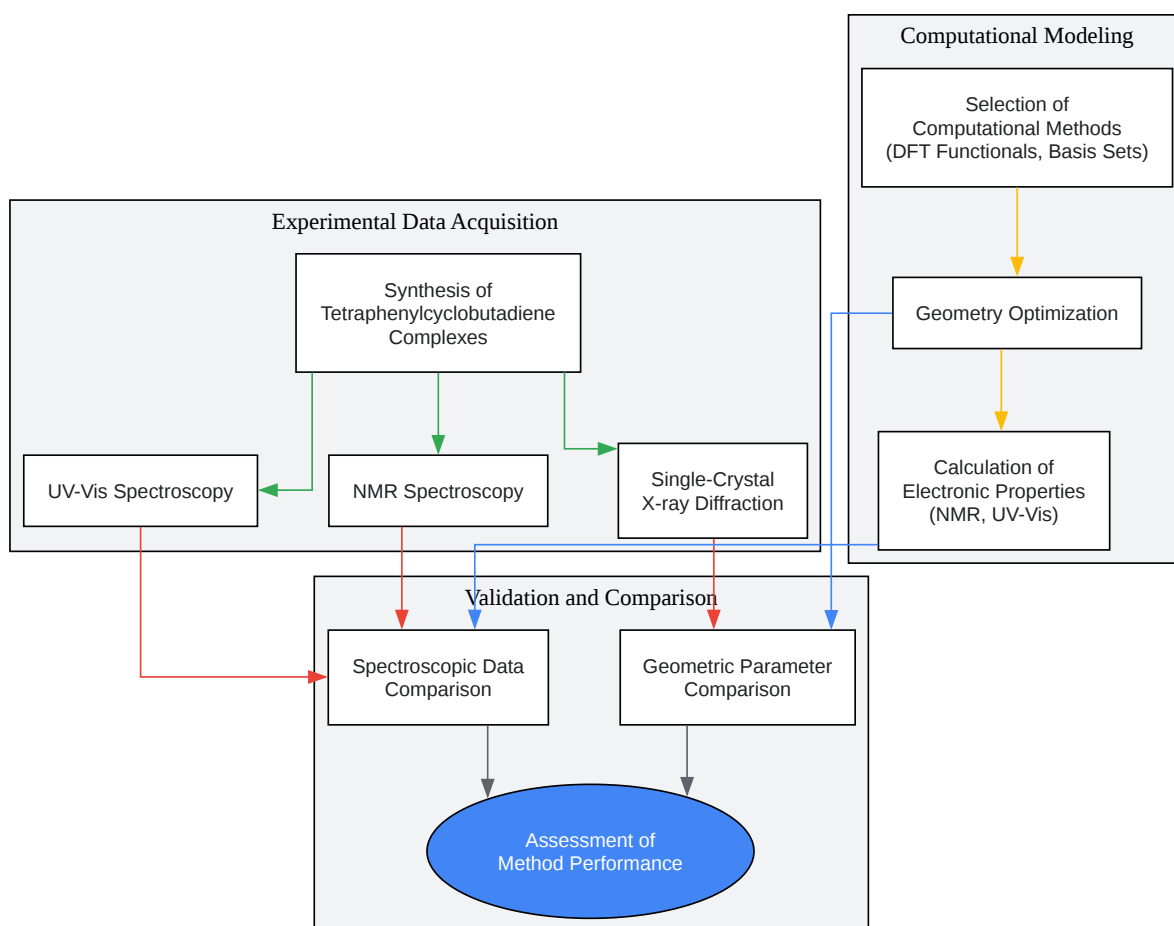 Computational Modeling
Selection of
Computational Methods
(DFT Functionals, Basis Sets)
Experimental Data Acquisition
Synthesis of
Tetraphenylcyclobutadiene
Complexes
Geometry Optimization
UV-Vis Spectroscopy
NMR Spectroscopy
Single-Crystal
X-ray Diffraction
Calculation of
Electronic Properties
(NMR, UV-Vis)
Validation and Comparison
Spectroscopic Data
Comparison
Geometric Parameter
Comparison
Assessment of
Method Performance